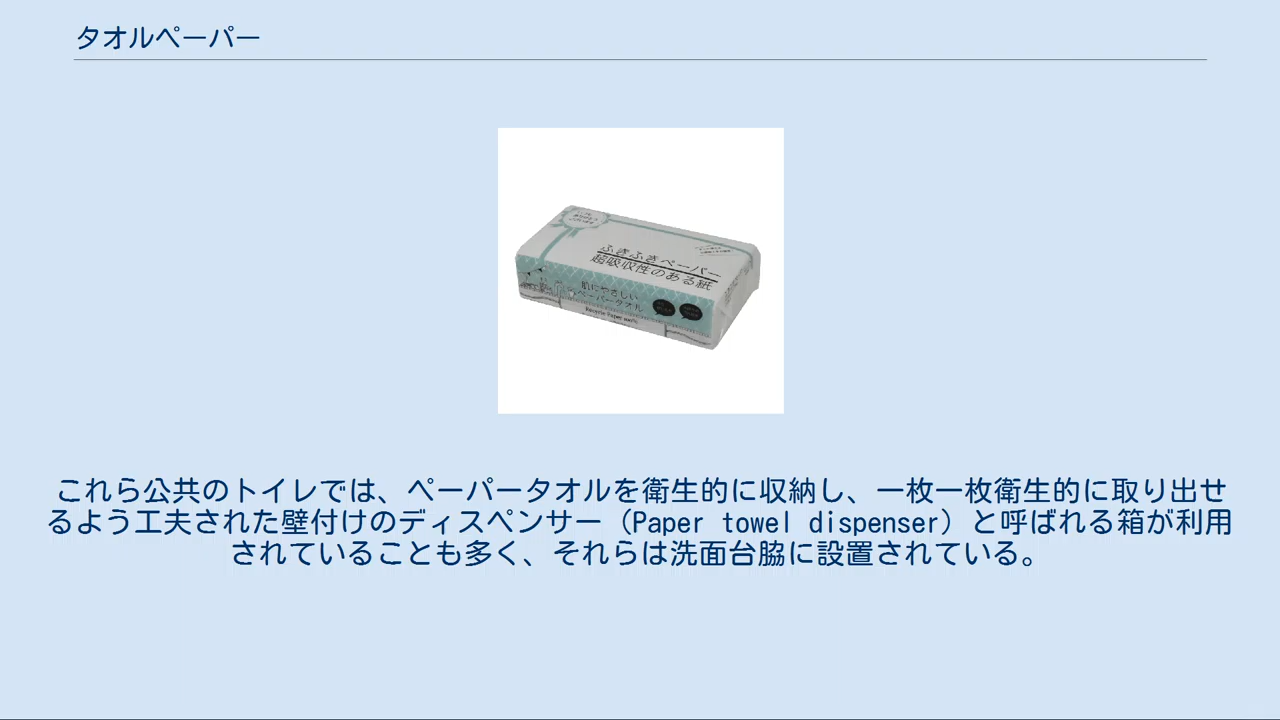 タオルペーパー
ふきふきペーパー
超吸収性のある紙
肌にやさしい
ペーパータオル
Recycle Paper
これら公共のトイレでは、ペーパータオルを衛生的に収納し、一枚一枚衛生的に取り出せ
るよう工夫された壁付けのディスペンサー（Paper towel dispenser）と呼ばれる箱が利用
されていることも多く、それらは洗面台脇に設置されている。